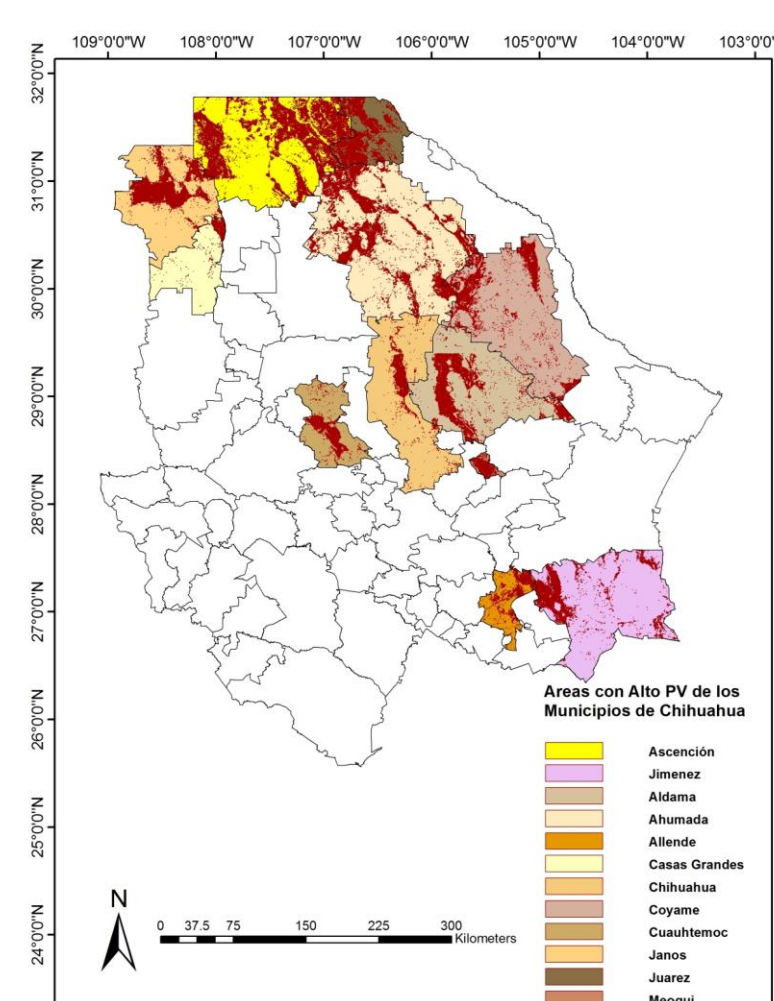 109°0'0"W 108°0'0"W 107°0'0"W 106°0'0"W 105°0'0"W 104°0'0"W
32°0'0"N
31°0'0"N
30°0'0"N
29°0'0"N
28°0'0"N
27°0'0"N
26°0'0"N
25°0'0"N
24°0'0"N
Areas con Alto PV de los
Municipios de Chihuahua
Ascención
Jimenez
Aldama
Ahumada
Allende
Casas Grandes
Chihuahua
Coyame
Cuauhtemoc
Janos
Juarez
Meoqui
N
0 37.5 75 150 225 300
Kilometers